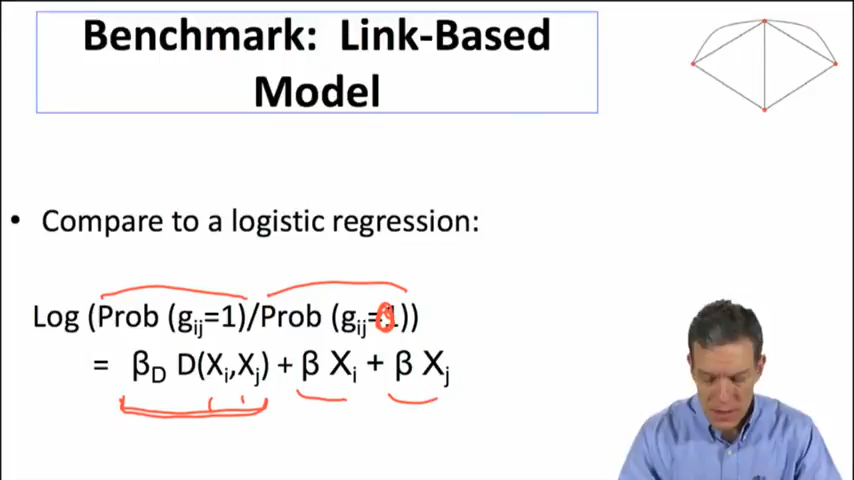 Benchmark: Link-Based
Model
• Compare to a logistic regression:
Log (Prob (gij=1)/Prob (gij=0))
= βD D(Xi,Xj) + β Xi + β Xj